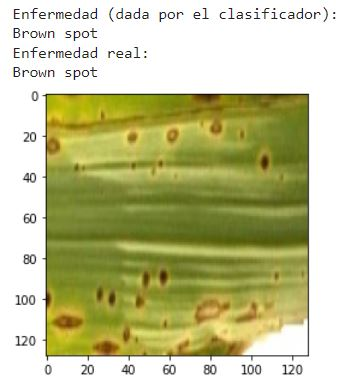 Enfermedad (dada por el clasificador):
Brown spot
Enfermedad real:
Brown spot
0
20
40
60
80
100
120
0 20 40 60 80 100 120